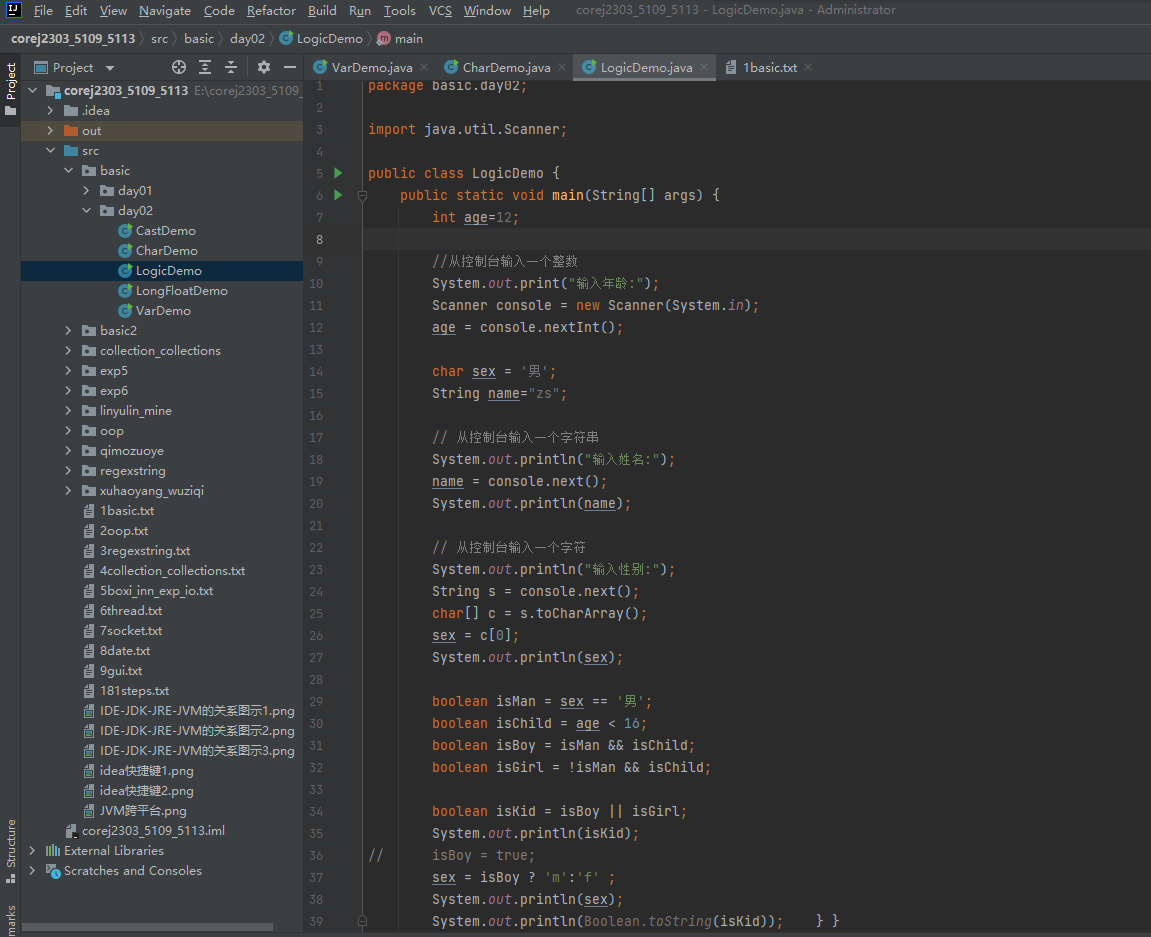 File Edit View Navigate Code Refactor Build Run Tools VCS Window Help corej2303_5109_5113 - LogicDemo.java - Administrator
corej2303_5109_5113 src basic day02 LogicDemo main
Project
Project
VarDemo.java CharDemo.java LogicDemo.java 1basic.txt
corej2303_5109_5113 E:\corej2303_5109_
.idea
out
src
basic
day01
day02
CastDemo
CharDemo
LogicDemo
LongFloatDemo
VarDemo
basic2
collection_collections
exp5
exp6
linyulin_mine
oop
qimozuoye
regexstring
xuhaoyang_wuziqi
1basic.txt
2oop.txt
3regexstring.txt
4collection_collections.txt
5boxi_inn_exp_io.txt
6thread.txt
7socket.txt
8date.txt
9gui.txt
181steps.txt
IDE-JDK-JRE-JVM的关系图示1.png
IDE-JDK-JRE-JVM的关系图示2.png
IDE-JDK-JRE-JVM的关系图示3.png
idea快捷键1.png
idea快捷键2.png
JVM跨平台.png
corej2303_5109_5113.iml
External Libraries
Scratches and Consoles
Structure
marks
1 package basic.day02;
2
3 import java.util.Scanner;
4
5 public class LogicDemo {
6 public static void main(String[] args) {
7 int age=12;
8
9 //从控制台输入一个整数
10 System.out.print("输入年龄:");
11 Scanner console = new Scanner(System.in);
12 age = console.nextInt();
13
14 char sex = '男';
15 String name="zs";
16
17 // 从控制台输入一个字符串
18 System.out.println("输入姓名:");
19 name = console.next();
20 System.out.println(name);
21
22 // 从控制台输入一个字符
23 System.out.println("输入性别:");
24 String s = console.next();
25 char[] c = s.toCharArray();
26 sex = c[0];
27 System.out.println(sex);
28
29 boolean isMan = sex == '男';
30 boolean isChild = age < 16;
31 boolean isBoy = isMan && isChild;
32 boolean isGirl = !isMan && isChild;
33
34 boolean isKid = isBoy || isGirl;
35 System.out.println(isKid);
36 // isBoy = true;
37 sex = isBoy ? 'm':'f' ;
38 System.out.println(sex);
39 System.out.println(Boolean.toString(isKid)); } }